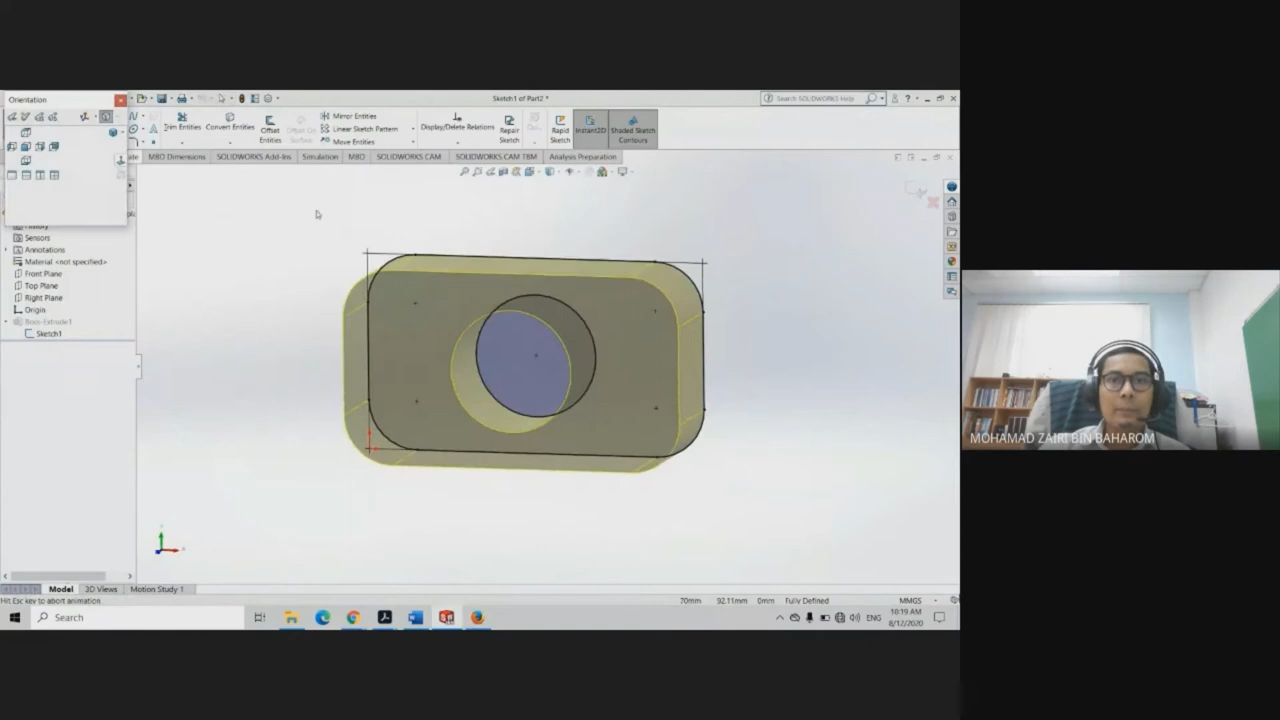 Orientation
Sketch1 of Part2 *
Search SOLIDWORKS Help
Trim Entities
Convert Entities
Offset Entities
Offset On Surface
Mirror Entities
Linear Sketch Pattern
Move Entities
Display/Delete Relations
Repair Sketch
Rapid Sketch
Instant2D
Shaded Sketch Contours
MBD Dimensions
SOLIDWORKS Add-Ins
Simulation
MBD
SOLIDWORKS CAM
SOLIDWORKS CAM TBM
Analysis Preparation
History
Sensors
Annotations
Material <not specified>
Front Plane
Top Plane
Right Plane
Origin
Boss-Extrude1
Sketch1
MOHAMAD ZAIRI BIN BAHAROM
Model
3D Views
Motion Study 1
Hit Esc key to abort animation
70mm 92.11mm 0mm Fully Defined MMGS
Search
ENG
10:19 AM
8/12/2020